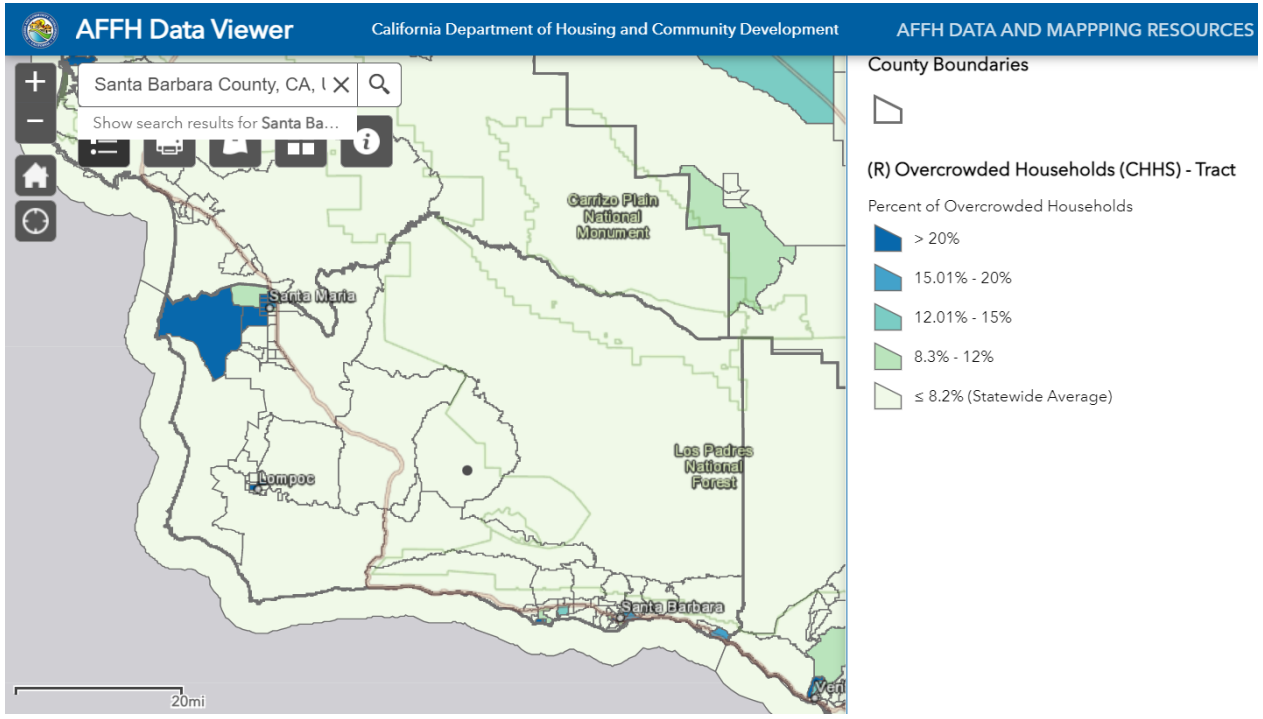 AFFH Data Viewer
California Department of Housing and Community Development
AFFH DATA AND MAPPPING RESOURCES
+
−
Santa Barbara County, CA, U
Show search results for Santa Ba...
i
Carrizo Plain
National
Monument
Santa Maria
Lompoc
Los Padres
National
Forest
Santa Barbara
Ven
20mi
County Boundaries
(R) Overcrowded Households (CHHS) - Tract
Percent of Overcrowded Households
> 20%
15.01% - 20%
12.01% - 15%
8.3% - 12%
≤ 8.2% (Statewide Average)